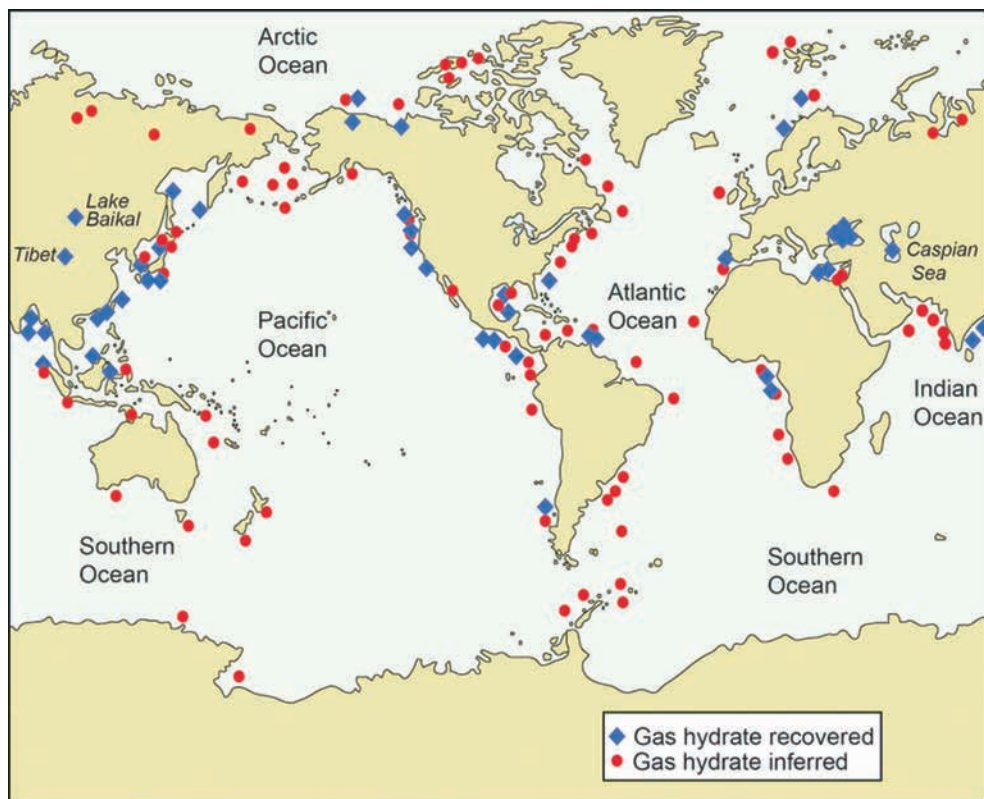 Arctic
Ocean
Lake
Baikal
Tibet
Caspian
Sea
Pacific
Ocean
Atlantic
Ocean
Indian
Ocean
Southern
Ocean
Southern
Ocean
Gas hydrate recovered
Gas hydrate inferred